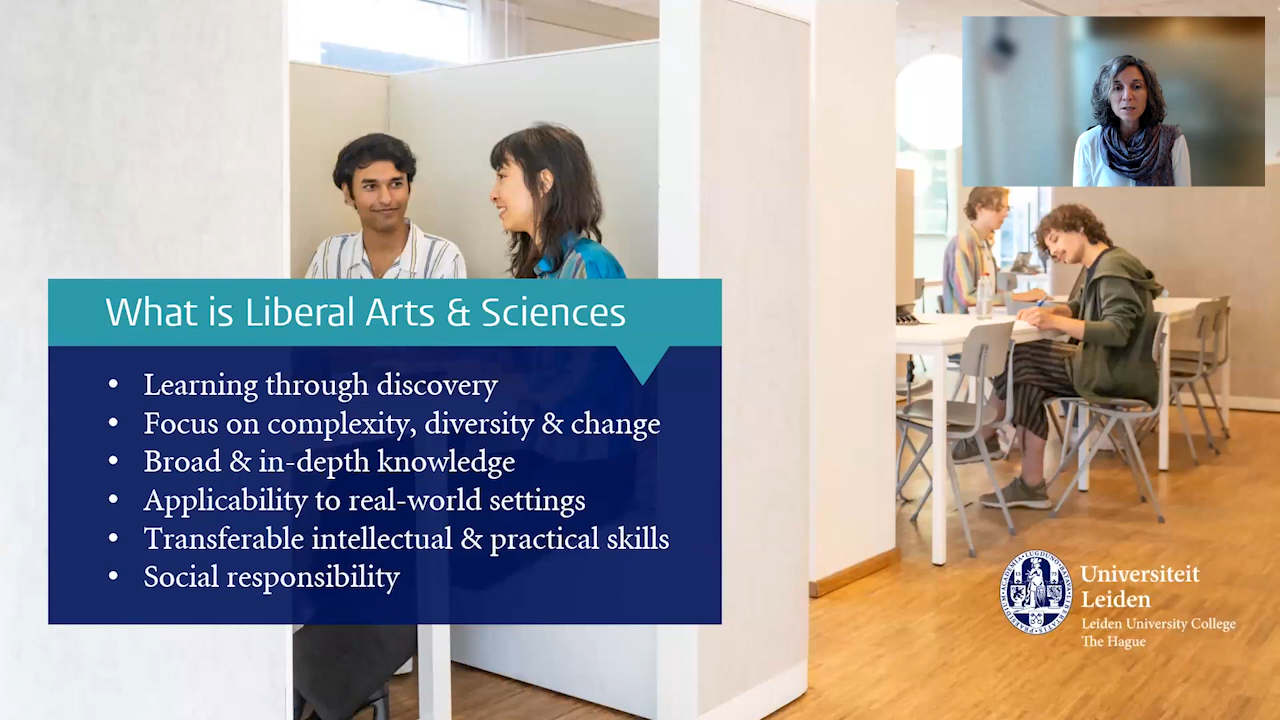 What is Liberal Arts & Sciences
• Learning through discovery
• Focus on complexity, diversity & change
• Broad & in-depth knowledge
• Applicability to real-world settings
• Transferable intellectual & practical skills
• Social responsibility
Universiteit
Leiden
Leiden University College
The Hague